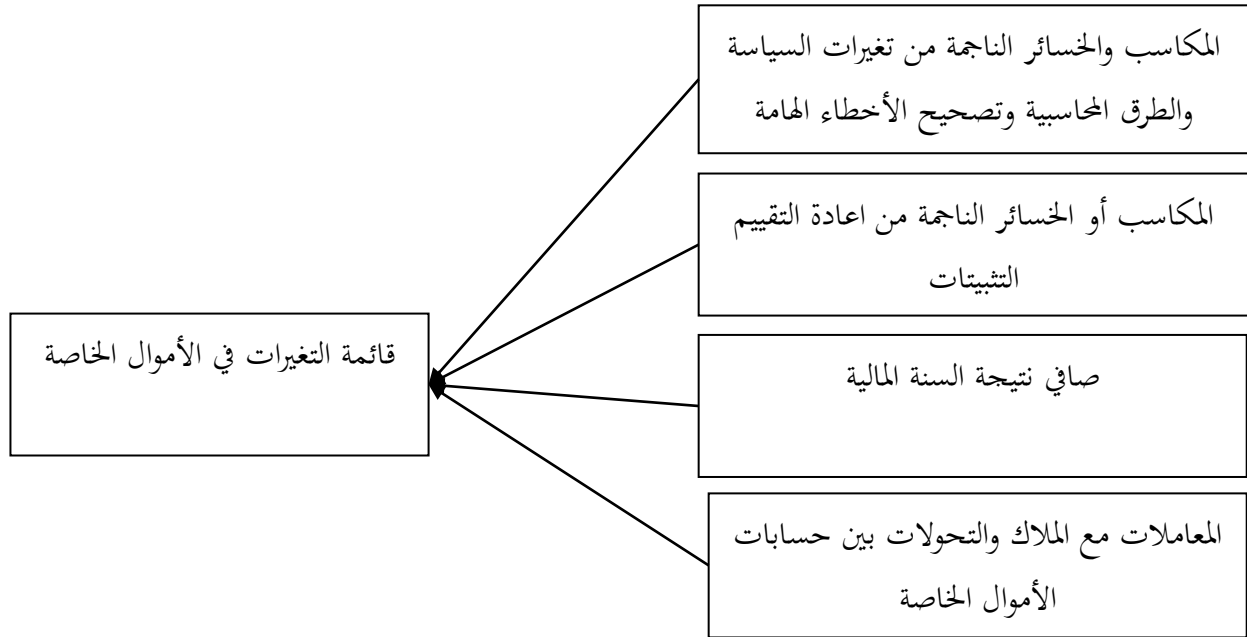 المكاسب والخسائر الناجمة من تغيرات السياسة
والطرق المحاسبية وتصحيح الأخطاء الهامة
المكاسب أو الخسائر الناجمة من اعادة التقييم
التثبيتات
قائمة التغيرات في الأموال الخاصة
صافي نتيجة السنة المالية
المعاملات مع الملاك والتحولات بين حسابات
الأموال الخاصة